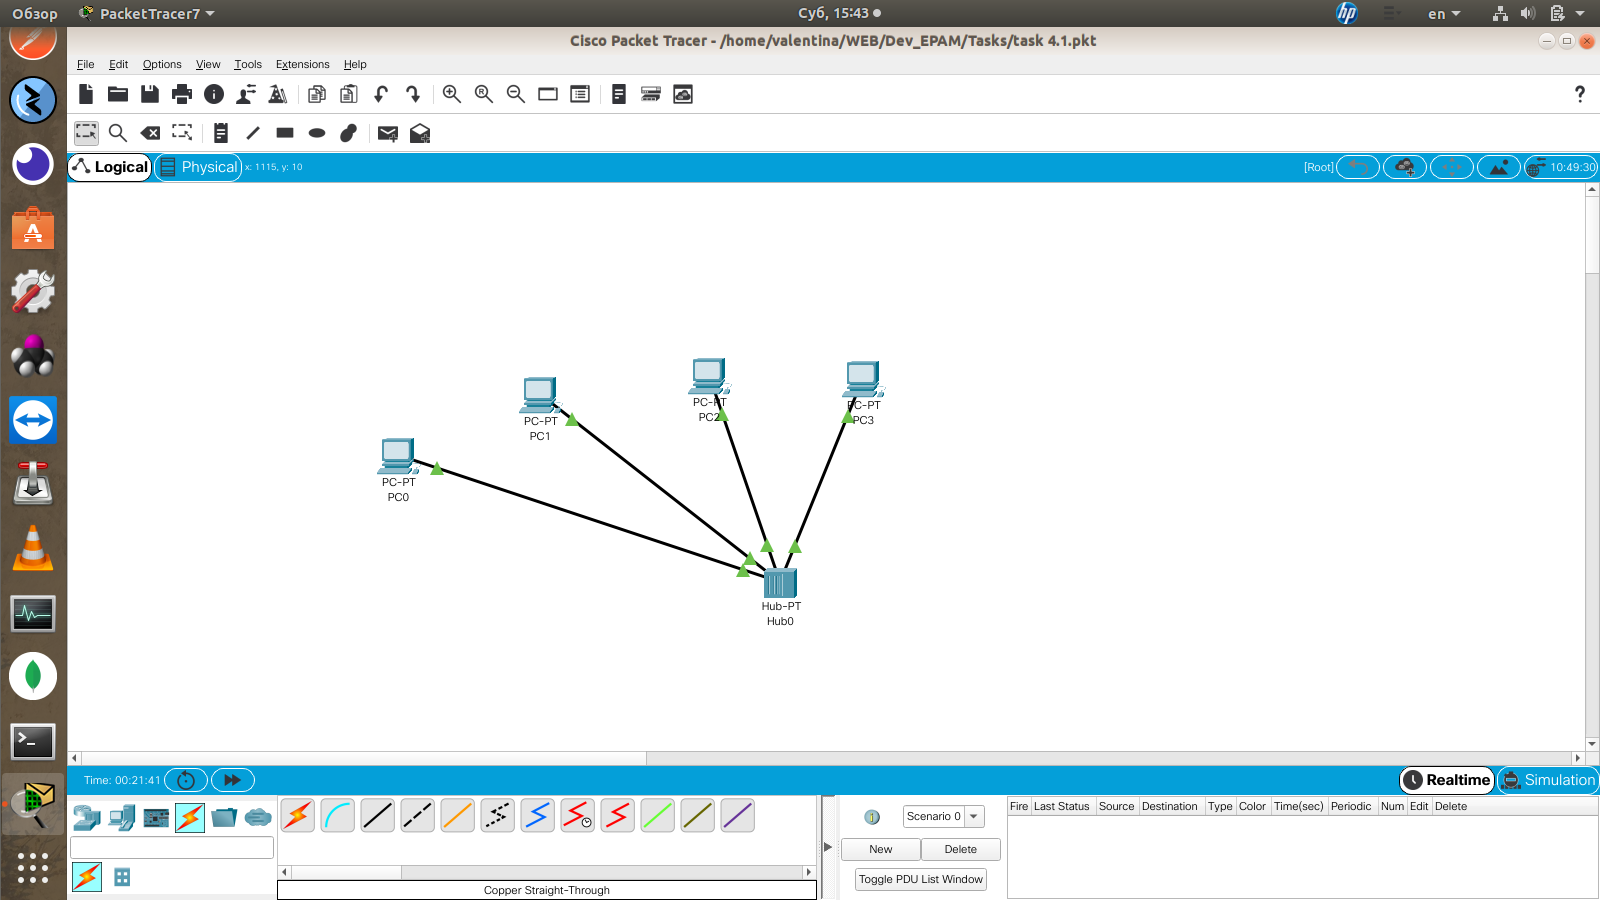 Обзор PacketTracer7 Суб, 15:43 en
Cisco Packet Tracer - /home/valentina/WEB/Dev_EPAM/Tasks/task 4.1.pkt
File Edit Options View Tools Extensions Help
?
Logical Physical x: 1115, y: 10 [Root] 10:49:30
PC-PT
PC2
PC-PT
PC3
PC-PT
PC1
PC-PT
PC0
Hub-PT
Hub0
Time: 00:21:41 Realtime Simulation
Fire Last Status Source Destination Type Color Time(sec) Periodic Num Edit Delete
Scenario 0
New Delete
Toggle PDU List Window
Copper Straight-Through